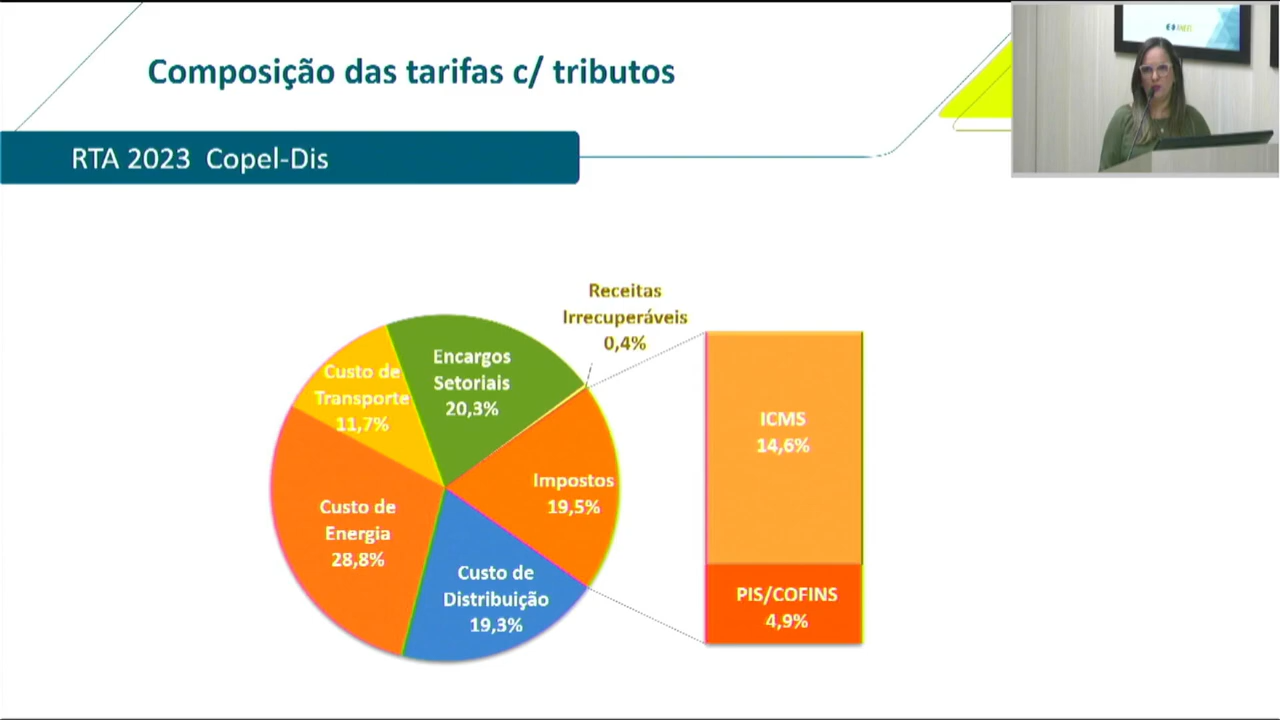 Composição das tarifas c/ tributos
RTA 2023 Copel-Dis
Receitas
Irrecuperáveis
0,4%
Encargos
Setoriais
20,3%
Custo de
Transporte
11,7%
Impostos
19,5%
Custo de
Energia
28,8%
Custo de
Distribuição
19,3%
ICMS
14,6%
PIS/COFINS
4,9%